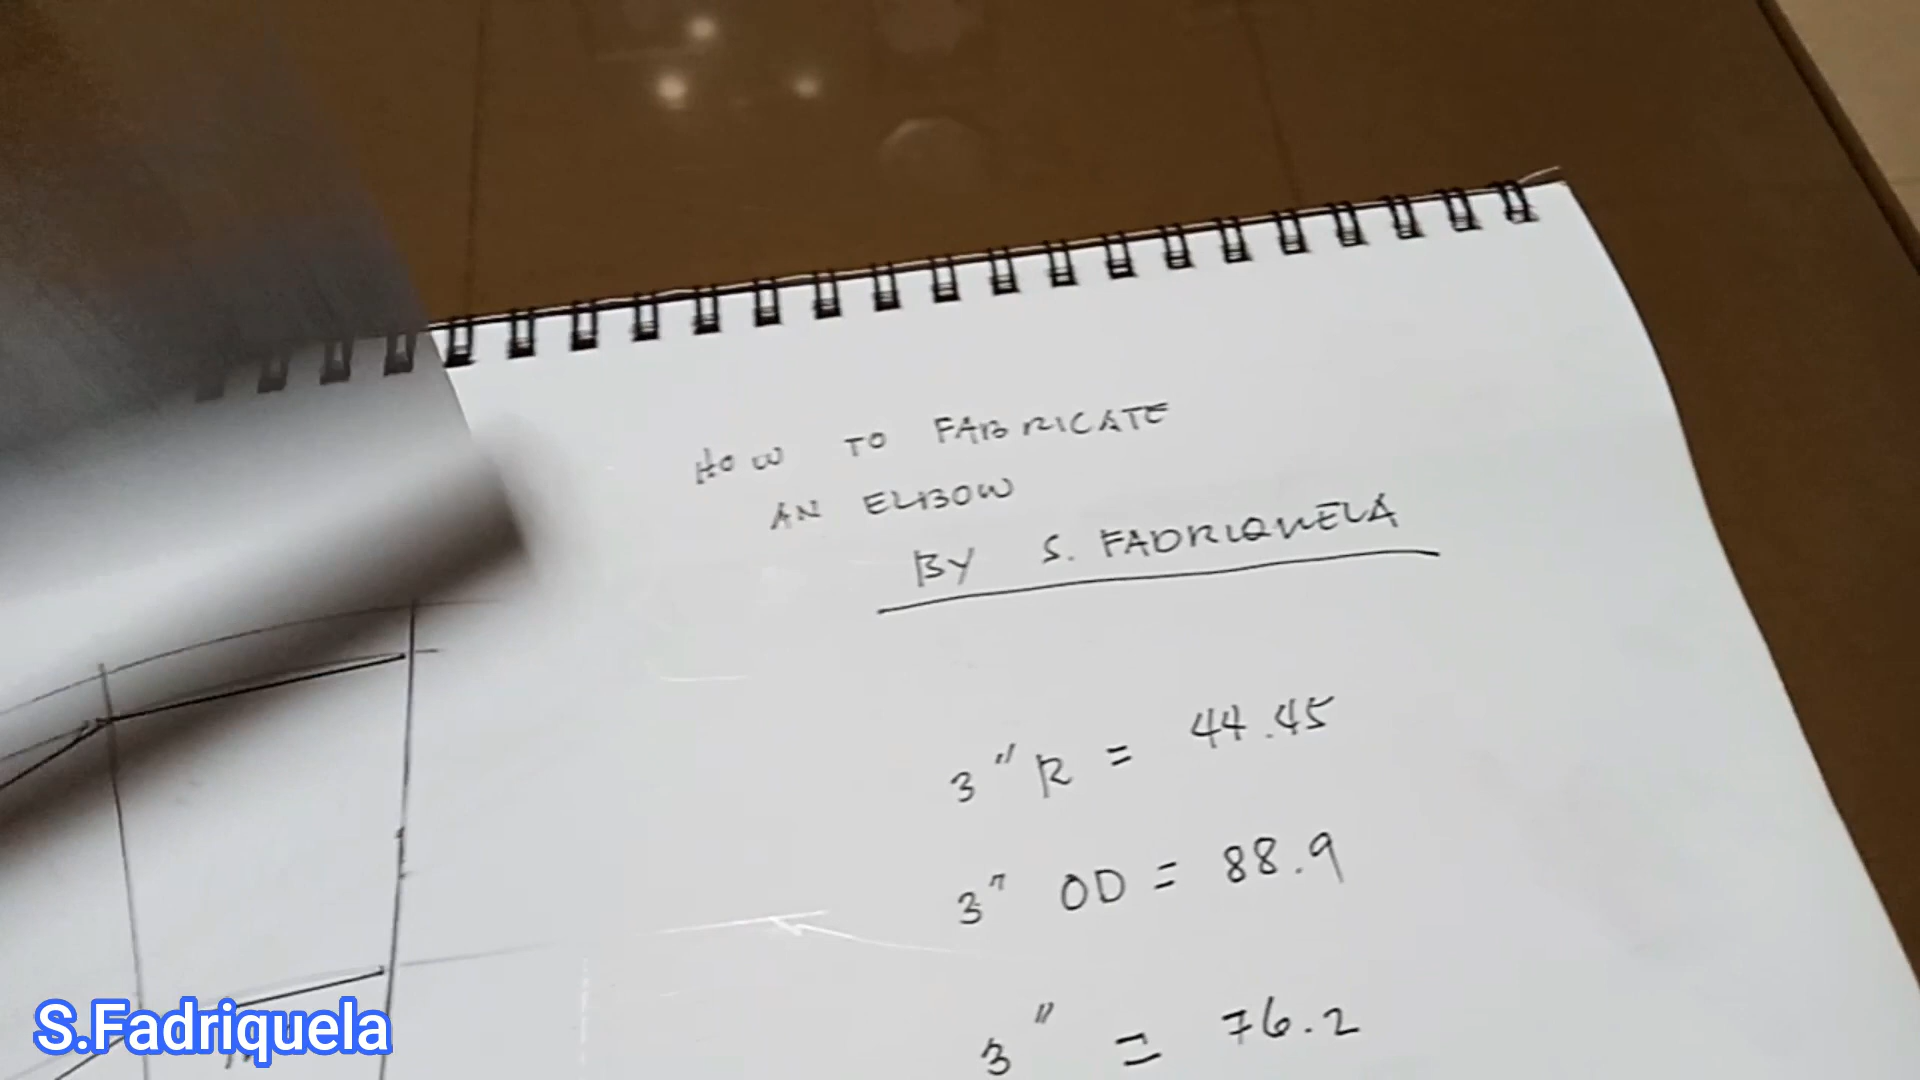 HOW TO FABRICATE
AN ELBOW
BY S. FADRIQUELA
3" R = 44.45
3" OD = 88.9
3" = 76.2
S.Fadriquela